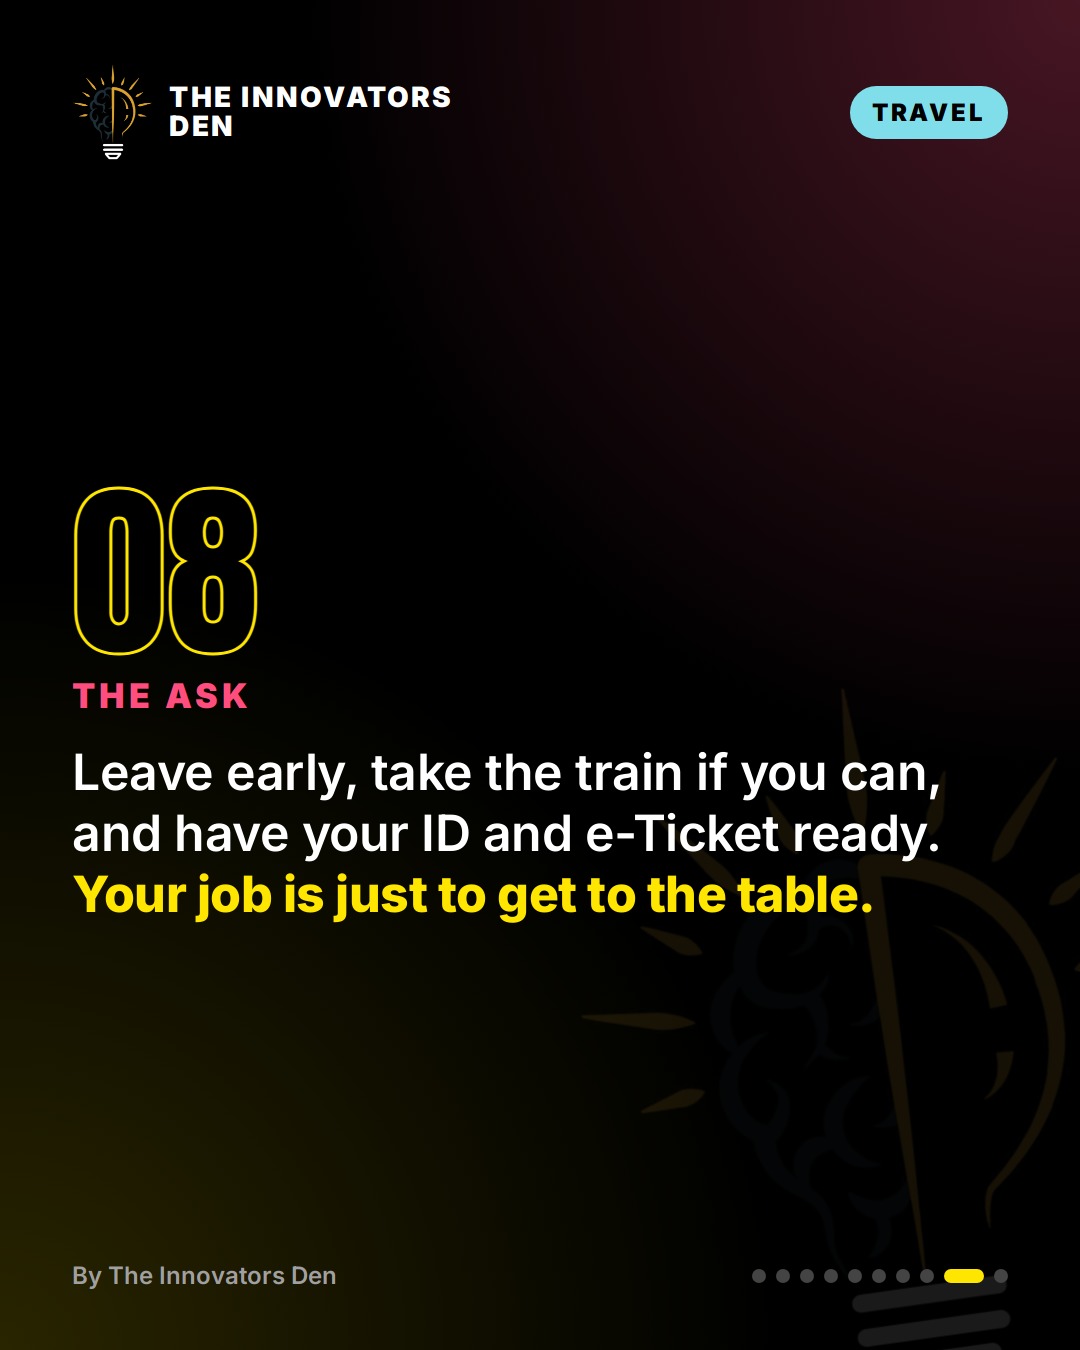 THE INNOVATORS
DEN
TRAVEL
08
THE ASK
Leave early, take the train if you can,
and have your ID and e-Ticket ready.
Your job is just to get to the table.
By The Innovators Den